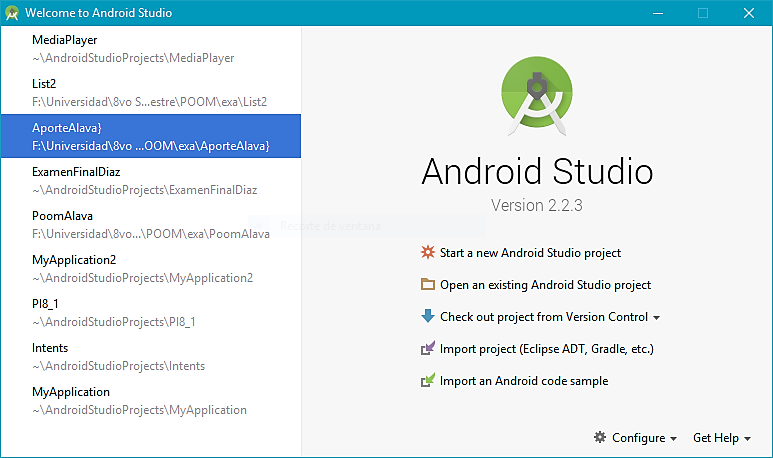 Welcome to Android Studio
MediaPlayer
~\AndroidStudioProjects\MediaPlayer
List2
F:\Universidad\8vo S...estre\POOM\exa\List2
AporteAlava}
F:\Universidad\8vo ...OOM\exa\AporteAlava}
ExamenFinalDiaz
~\AndroidStudioProjects\ExamenFinalDiaz
PoomAlava
F:\Universidad\8vo...\POOM\exa\PoomAlava
MyApplication2
~\AndroidStudioProjects\MyApplication2
PI8_1
~\AndroidStudioProjects\PI8_1
Intents
~\AndroidStudioProjects\Intents
MyApplication
~\AndroidStudioProjects\MyApplication
Android Studio
Version 2.2.3
Recorte de ventana
Start a new Android Studio project
Open an existing Android Studio project
Check out project from Version Control
Import project (Eclipse ADT, Gradle, etc.)
Import an Android code sample
Configure
Get Help